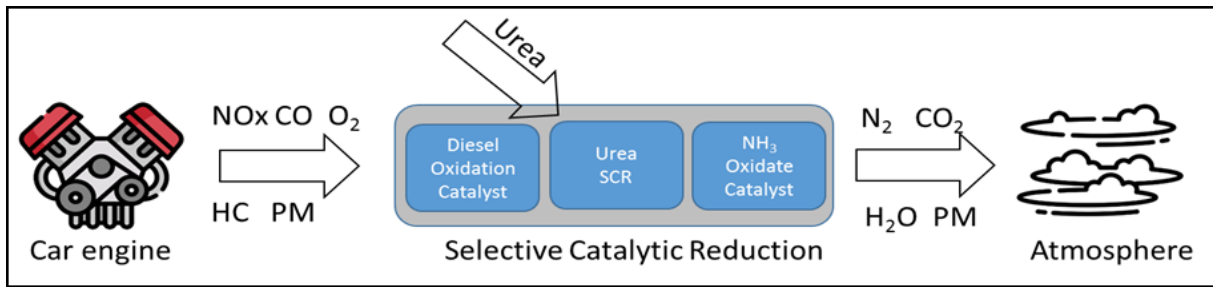 Urea
NOx CO O₂
HC PM
Car engine
Diesel
Oxidation
Catalyst
Urea
SCR
NH₃
Oxidate
Catalyst
Selective Catalytic Reduction
N₂ CO₂
H₂O PM
Atmosphere